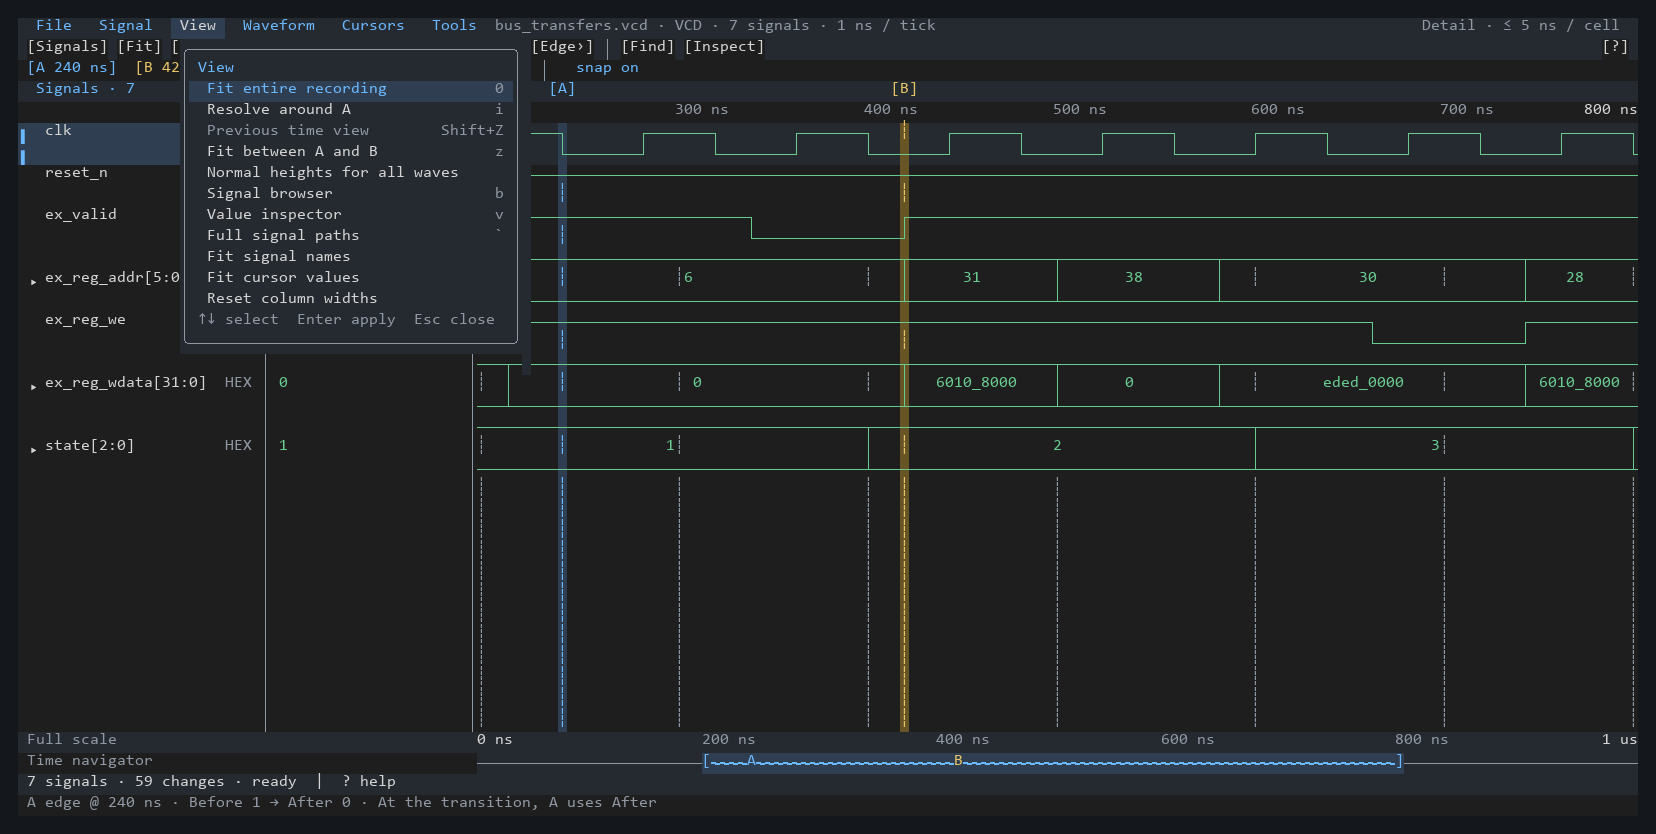 File Signal View Waveform Cursors Tools bus_transfers.vcd · VCD · 7 signals · 1 ns / tick Detail · ≤ 5 ns / cell
[Signals] [Fit] [ [Edge›] │ [Find] [Inspect] [?]
[A 240 ns] [B 42 │ snap on
Signals · 7 [A] [B]
300 ns 400 ns 500 ns 600 ns 700 ns 800 ns
View
Fit entire recording 0
Resolve around A i
Previous time view Shift+Z
Fit between A and B z
Normal heights for all waves
Signal browser b
Value inspector v
Full signal paths `
Fit signal names
Fit cursor values
Reset column widths
↑↓ select Enter apply Esc close
clk
reset_n
ex_valid
▸ ex_reg_addr[5:0 6 31 38 30 28
ex_reg_we
▸ ex_reg_wdata[31:0] HEX 0 0 6010_8000 0 eded_0000 6010_8000
▸ state[2:0] HEX 1 1 2 3
Full scale 0 ns 200 ns 400 ns 600 ns 800 ns 1 us
Time navigator [ A B ]
7 signals · 59 changes · ready │ ? help
A edge @ 240 ns · Before 1 → After 0 · At the transition, A uses After